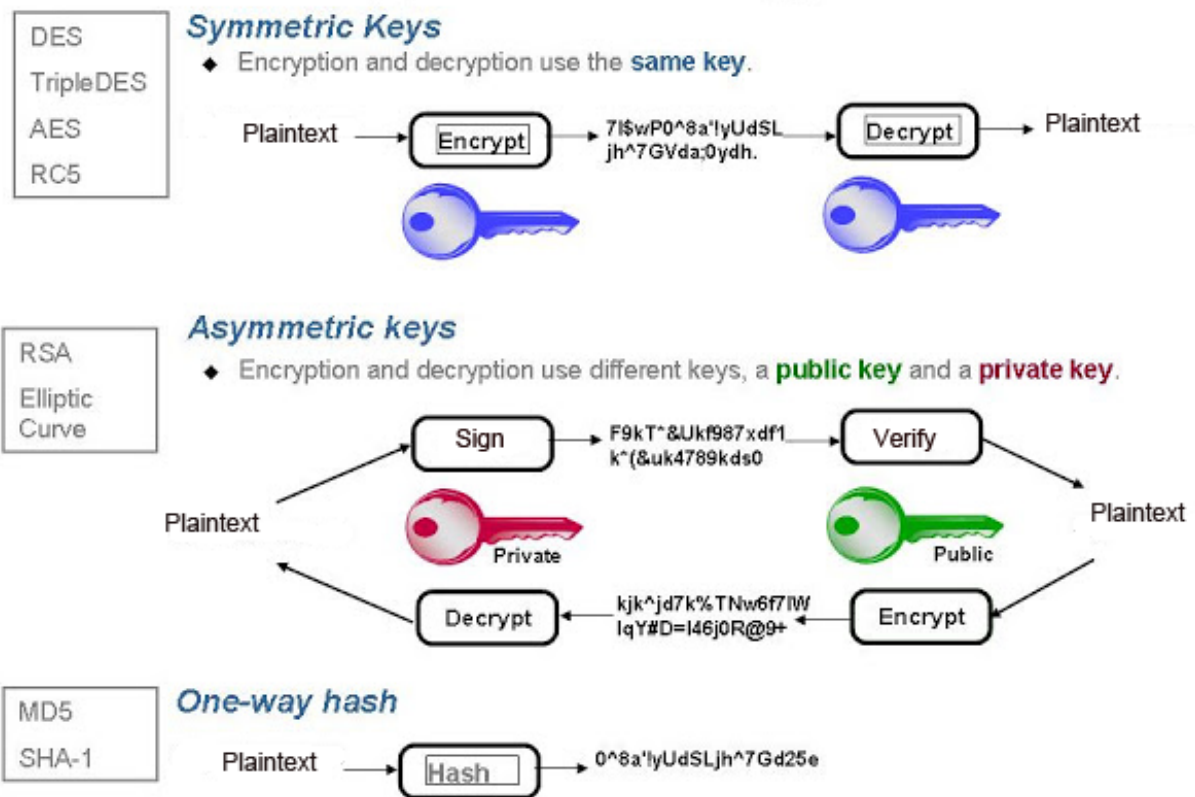 DES
TripleDES
AES
RC5
Symmetric Keys
Encryption and decryption use the same key.
Plaintext
Encrypt
7l$wP0^8a'!yUdSL
jh^7GVda;0ydh.
Decrypt
Plaintext
RSA
Elliptic
Curve
Asymmetric keys
Encryption and decryption use different keys, a public key and a private key.
Sign
F9kT^&Ukf987xdf1
k^(&uk4789kds0
Verify
Plaintext
Private
Public
Plaintext
Decrypt
kjk^jd7k%TNw6f7lW
lqY#D=l46j0R@9+
Encrypt
MD5
SHA-1
One-way hash
Plaintext
Hash
0^8a'!yUdSLjh^7Gd25e